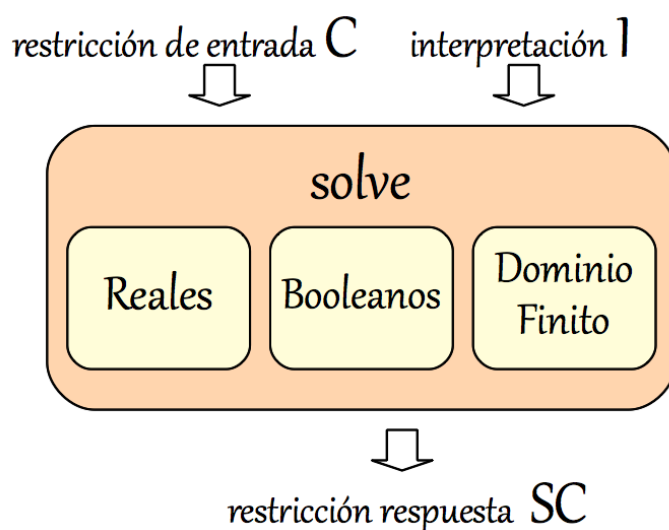 restricción de entrada C
interpretación I
solve
Reales
Booleanos
Dominio
Finito
restricción respuesta SC